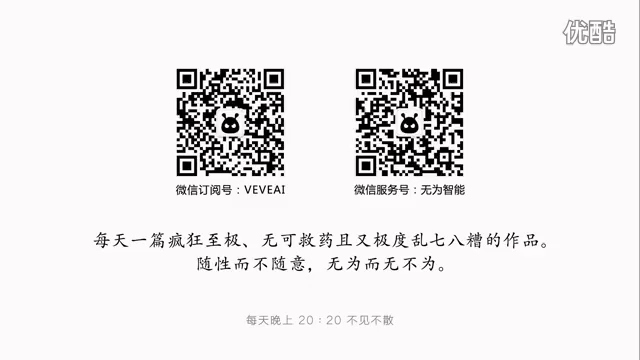 优酷
微信订阅号：VEVEAI
微信服务号：无为智能
每天一篇疯狂至极、无可救药且又极度乱七八糟的作品。
随性而不随意，无为而无不为。
每天晚上 20：20 不见不散